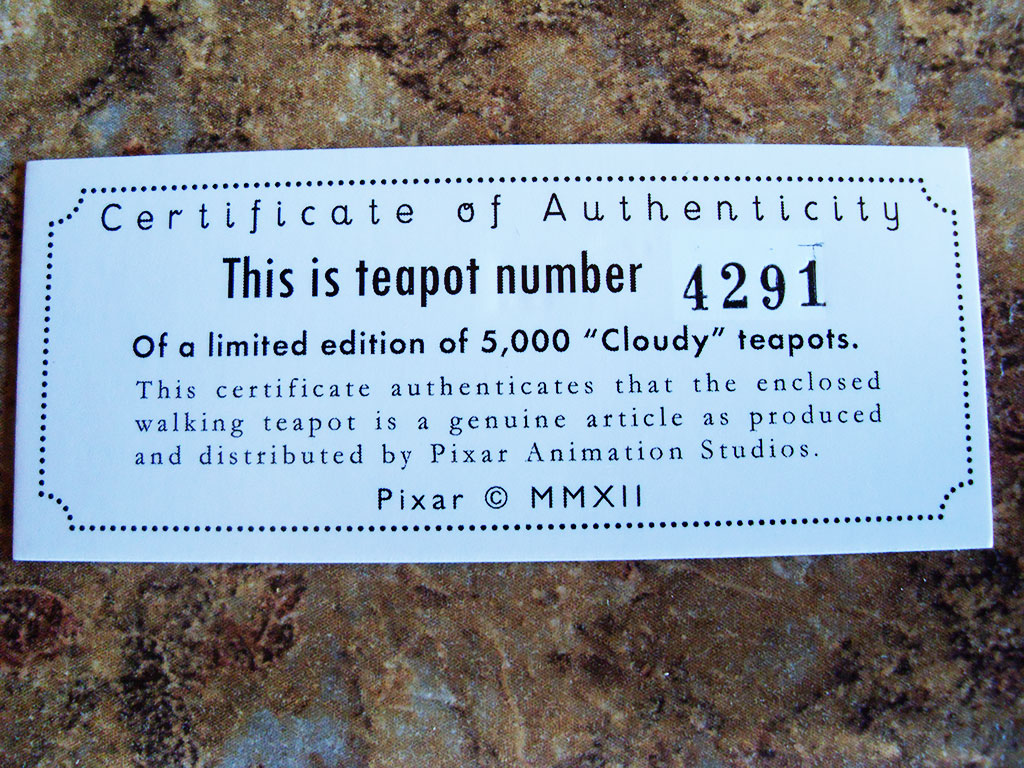 Certificate of Authenticity
This is teapot number 4291
Of a limited edition of 5,000 “Cloudy” teapots.
This certificate authenticates that the enclosed
walking teapot is a genuine article as produced
and distributed by Pixar Animation Studios.
Pixar © MMXII